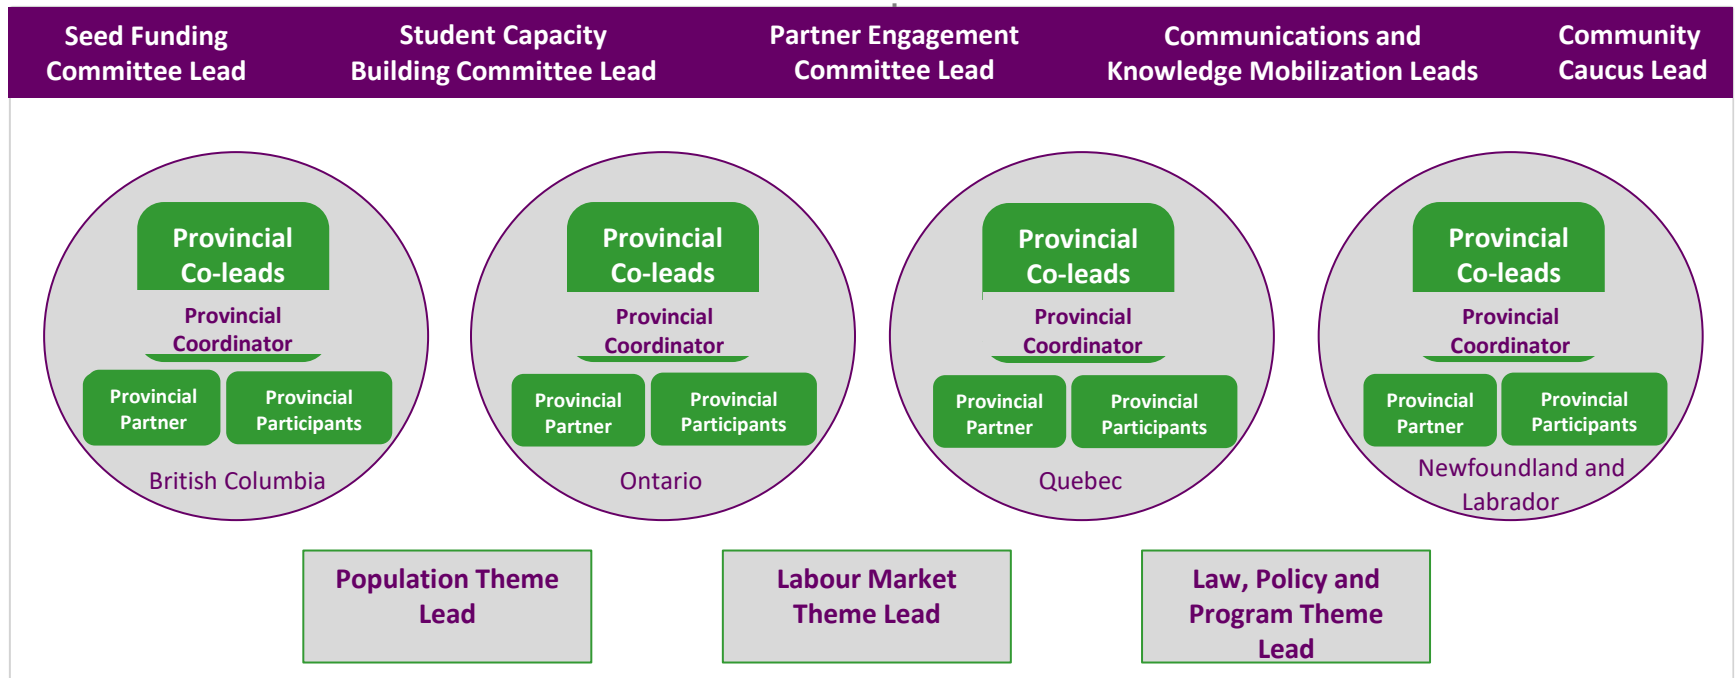 Seed Funding
Committee Lead
Student Capacity
Building Committee Lead
Partner Engagement
Committee Lead
Communications and
Knowledge Mobilization Leads
Community
Caucus Lead
Provincial
Co-leads
Provincial
Coordinator
Provincial
Partner
Provincial
Participants
British Columbia
Provincial
Co-leads
Provincial
Coordinator
Provincial
Partner
Provincial
Participants
Ontario
Provincial
Co-leads
Provincial
Coordinator
Provincial
Partner
Provincial
Participants
Quebec
Provincial
Co-leads
Provincial
Coordinator
Provincial
Partner
Provincial
Participants
Newfoundland and
Labrador
Population Theme
Lead
Labour Market
Theme Lead
Law, Policy and
Program Theme
Lead